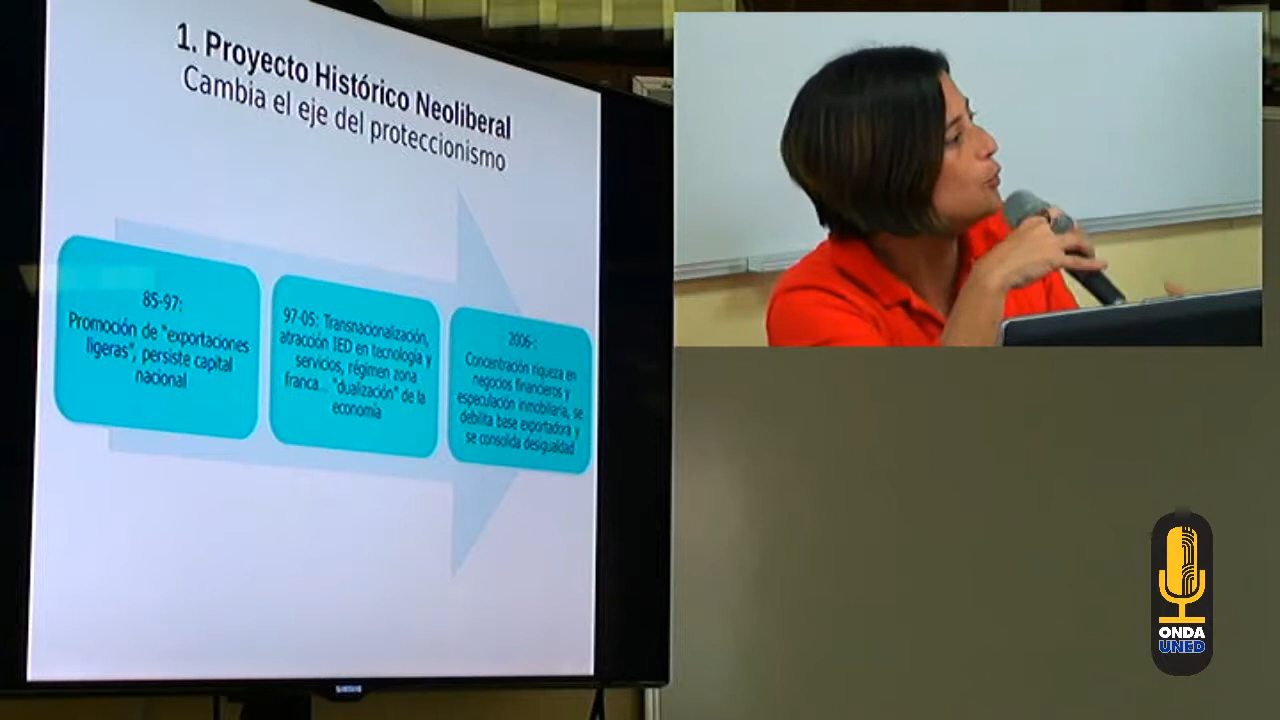 1. Proyecto Histórico Neoliberal
Cambia el eje del proteccionismo
85-97:
Promoción de "exportaciones
ligeras", persiste capital
nacional
97-05: Transnacionalización,
atracción IED en tecnología y
servicios, régimen zona
franca... "dualización" de la
economía
2006-:
Concentración riqueza en
negocios financieros y
especulación inmobiliaria, se
debilita base exportadora y
se consolida desigualdad
SAMSUNG
ONDA
UNED